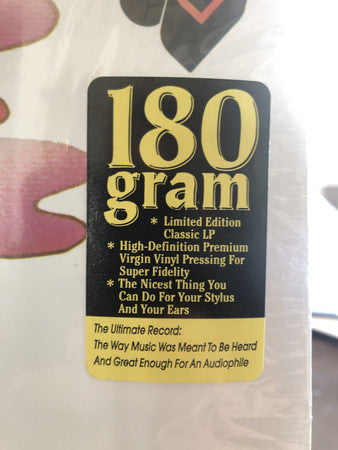 180
gram
* Limited Edition
Classic LP
* High-Definition Premium
Virgin Vinyl Pressing For
Super Fidelity
* The Nicest Thing You
Can Do For Your Stylus
And Your Ears
The Ultimate Record:
The Way Music Was Meant To Be Heard
And Great Enough For An Audiophile